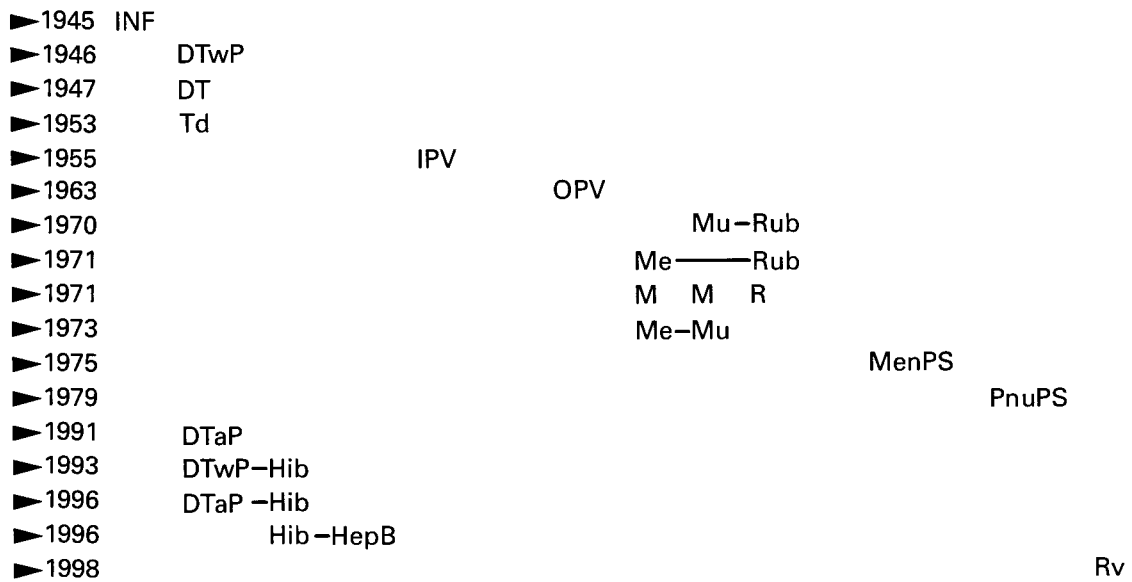 ►1945 INF
►1946 DTwP
►1947 DT
►1953 Td
►1955 IPV
►1963 OPV
►1970 Mu–Rub
►1971 Me——Rub
►1971 M M R
►1973 Me–Mu
►1975 MenPS
►1979 PnuPS
►1991 DTaP
►1993 DTwP–Hib
►1996 DTaP –Hib
►1996 Hib–HepB
►1998 Rv